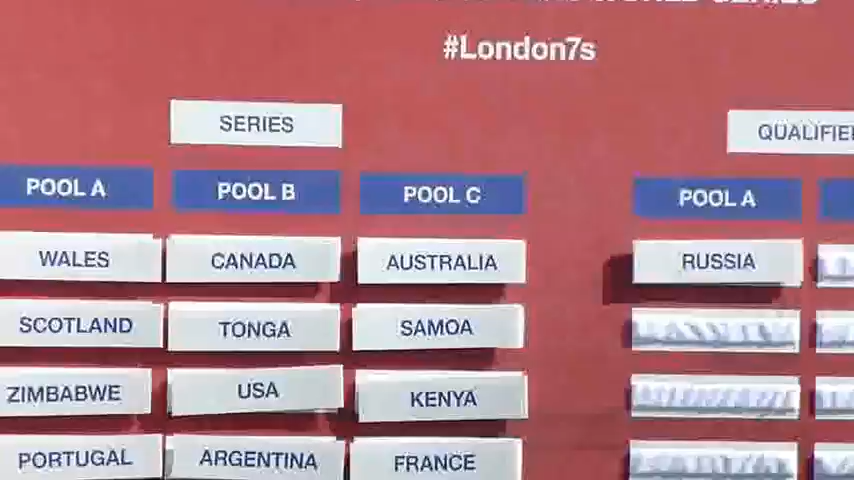 #London7s
SERIES
POOL A POOL B POOL C
WALES CANADA AUSTRALIA
SCOTLAND TONGA SAMOA
ZIMBABWE USA KENYA
PORTUGAL ARGENTINA FRANCE
POOL A
RUSSIA